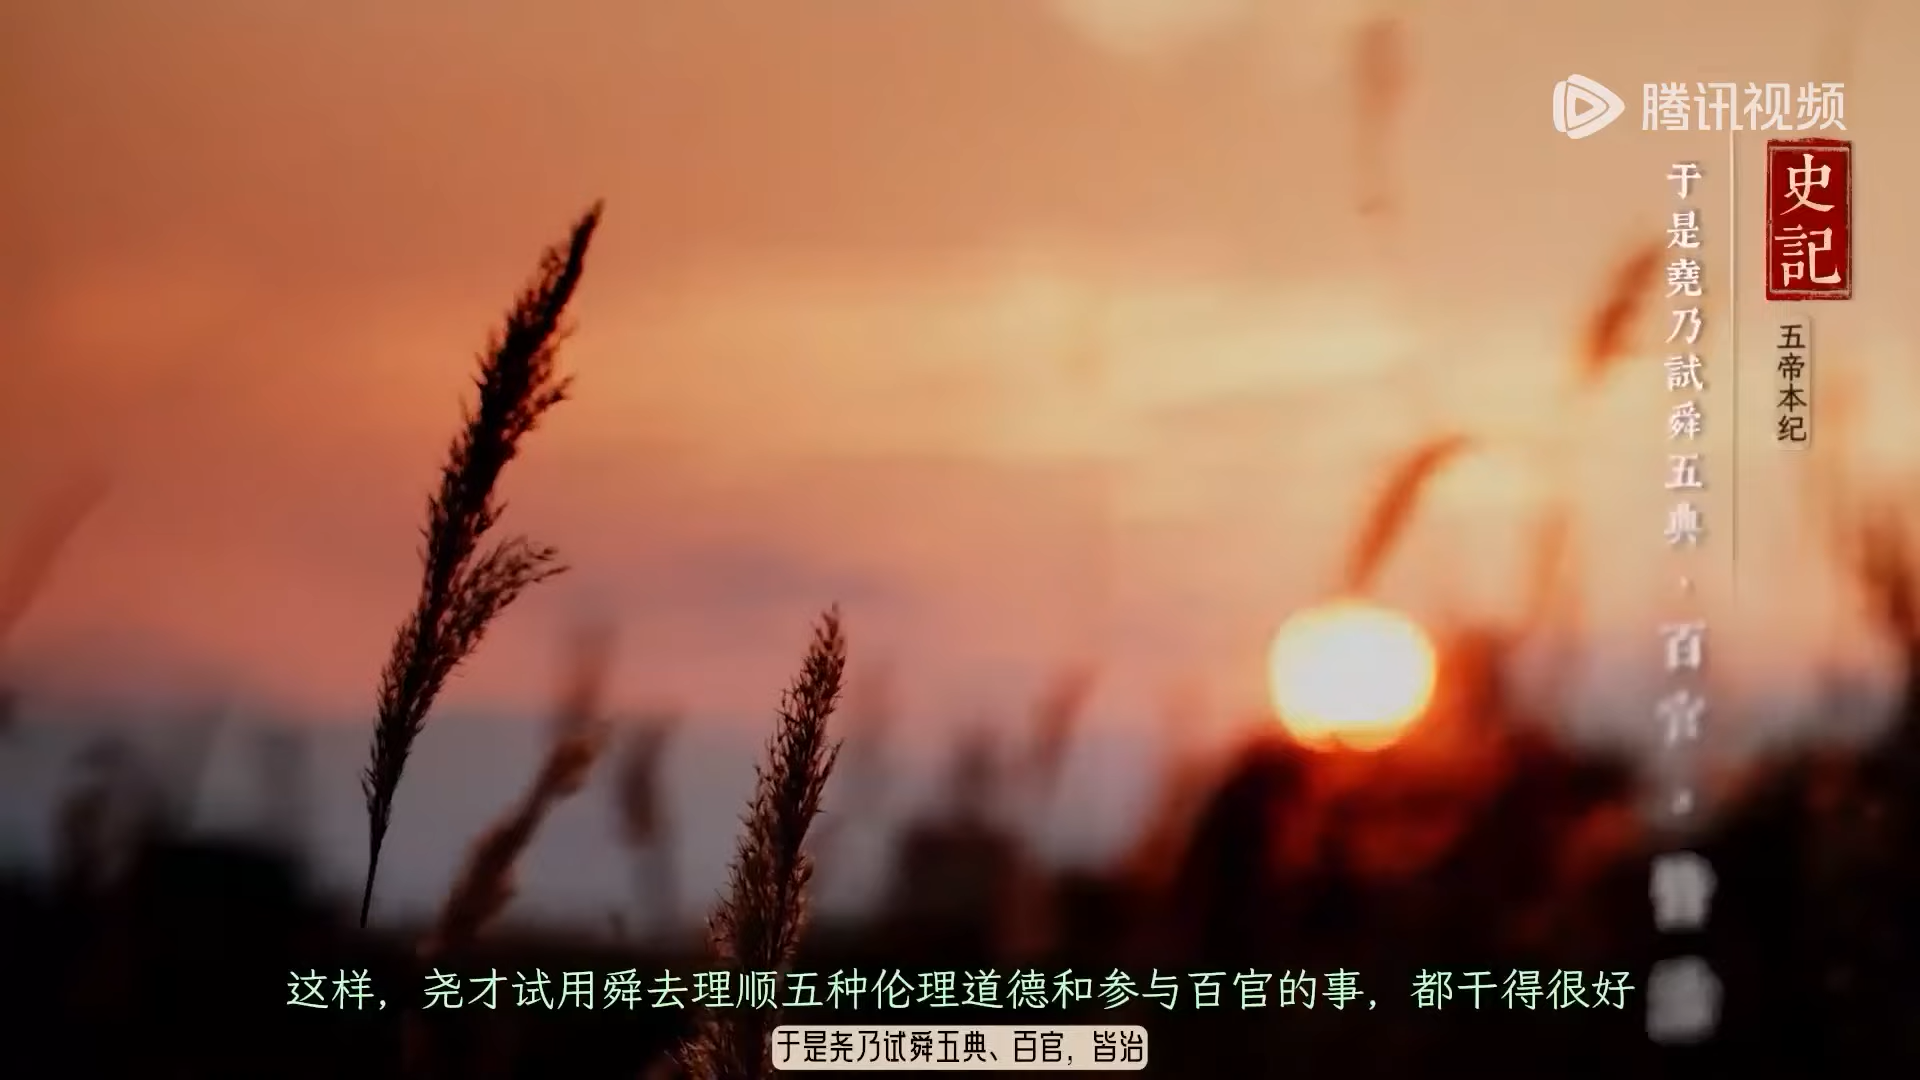 腾讯视频
史記
五帝本纪
于是堯乃試舜五典、百官。皆治
这样，尧才试用舜去理顺五种伦理道德和参与百官的事，都干得很好
于是尧乃试舜五典、百官，皆治